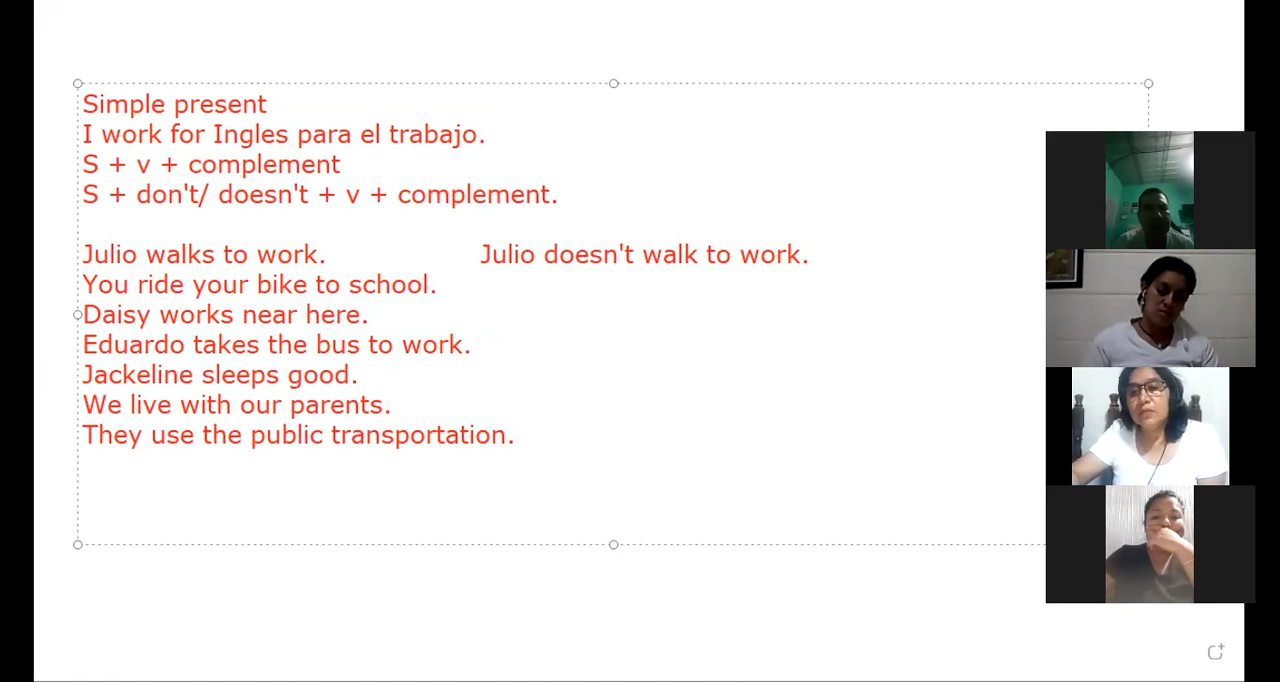 Simple present
I work for Ingles para el trabajo.
S + v + complement
S + don't/ doesn't + v + complement.
Julio walks to work. Julio doesn't walk to work.
You ride your bike to school.
Daisy works near here.
Eduardo takes the bus to work.
Jackeline sleeps good.
We live with our parents.
They use the public transportation.